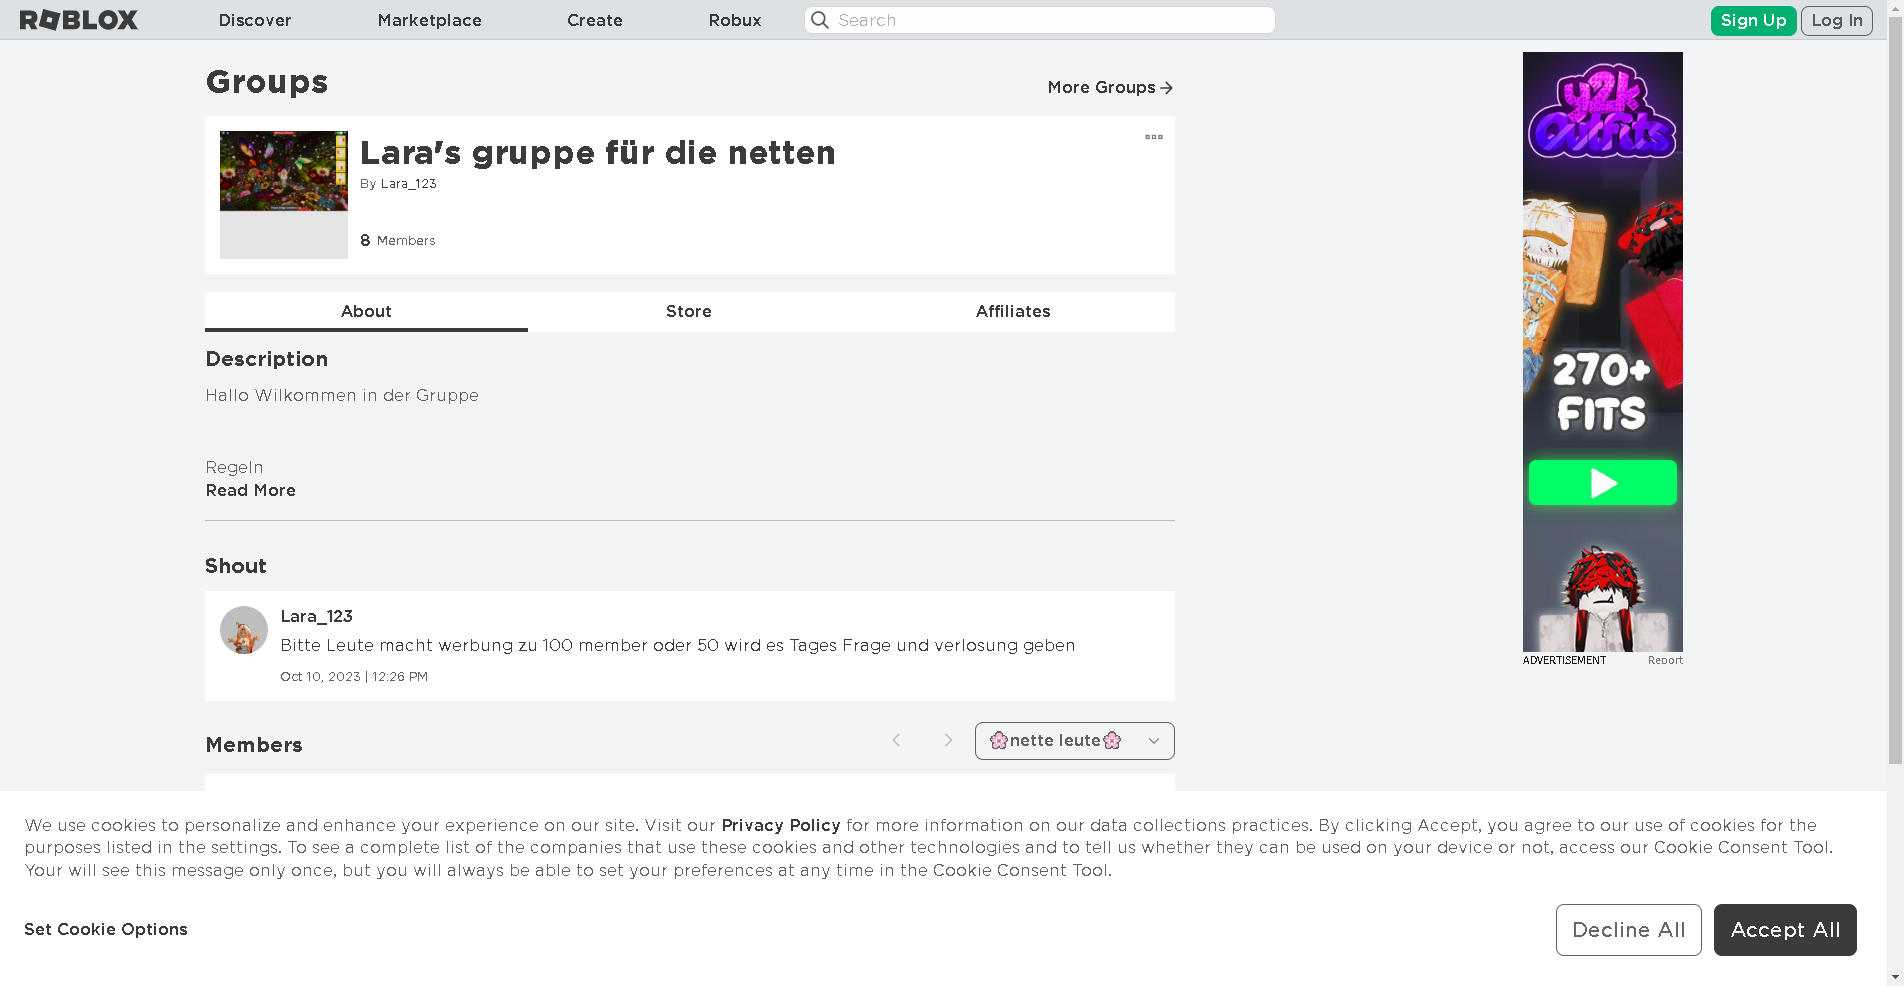 ROBLOX
Discover
Marketplace
Create
Robux
Search
Sign Up
Log In
Groups
More Groups
Lara's gruppe für die netten
By Lara_123
8 Members
About
Store
Affiliates
Description
Hallo Wilkommen in der Gruppe
Regeln
Read More
Shout
Lara_123
Bitte Leute macht werbung zu 100 member oder 50 wird es Tages Frage und verlosung geben
Oct 10, 2023 | 12:26 PM
Members
🌸nette leute🌸
y2k
Outfits
270+
FITS
ADVERTISEMENT
Report
We use cookies to personalize and enhance your experience on our site. Visit our Privacy Policy for more information on our data collections practices. By clicking Accept, you agree to our use of cookies for the
purposes listed in the settings. To see a complete list of the companies that use these cookies and other technologies and to tell us whether they can be used on your device or not, access our Cookie Consent Tool.
Your will see this message only once, but you will always be able to set your preferences at any time in the Cookie Consent Tool.
Set Cookie Options
Decline All
Accept All